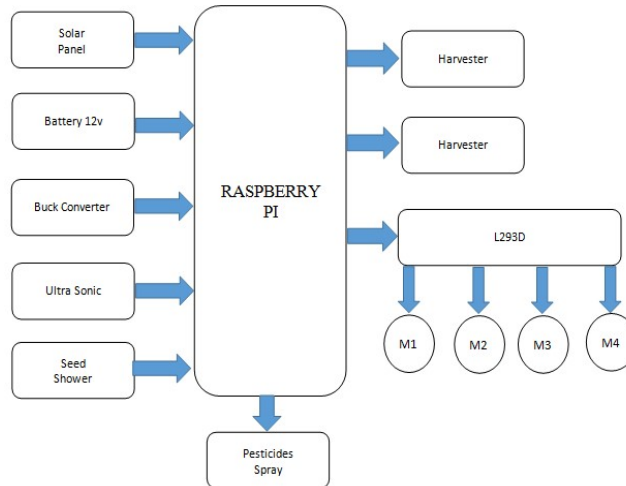 Solar
Panel
Battery 12v
Buck Converter
Ultra Sonic
Seed
Shower
RASPBERRY
PI
Harvester
Harvester
L293D
M1
M2
M3
M4
Pesticides
Spray